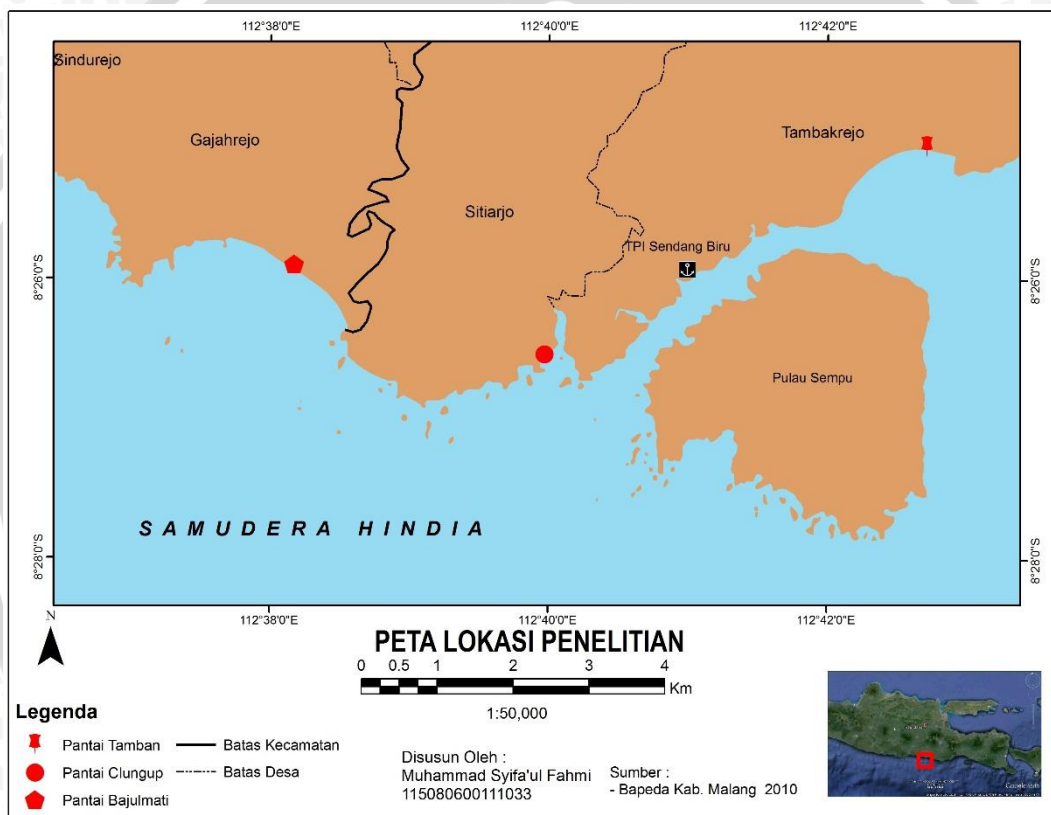 112°38'0"E 112°40'0"E 112°42'0"E
Sindurejo
Gajahrejo
Tambakrejo
Sitiarjo
TPI Sendang Biru
8°26'0"S 8°26'0"S
Pulau Sempu
SAMUDERA HINDIA
8°28'0"S 8°28'0"S
112°38'0"E 112°40'0"E 112°42'0"E
N
PETA LOKASI PENELITIAN
0 0.5 1 2 3 4
Km
1:50,000
Legenda
Pantai Tamban Batas Kecamatan
Pantai Clungup Batas Desa
Pantai Bajulmati
Disusun Oleh :
Muhammad Syifa'ul Fahmi
115080600111033
Sumber :
- Bapeda Kab. Malang 2010
Google